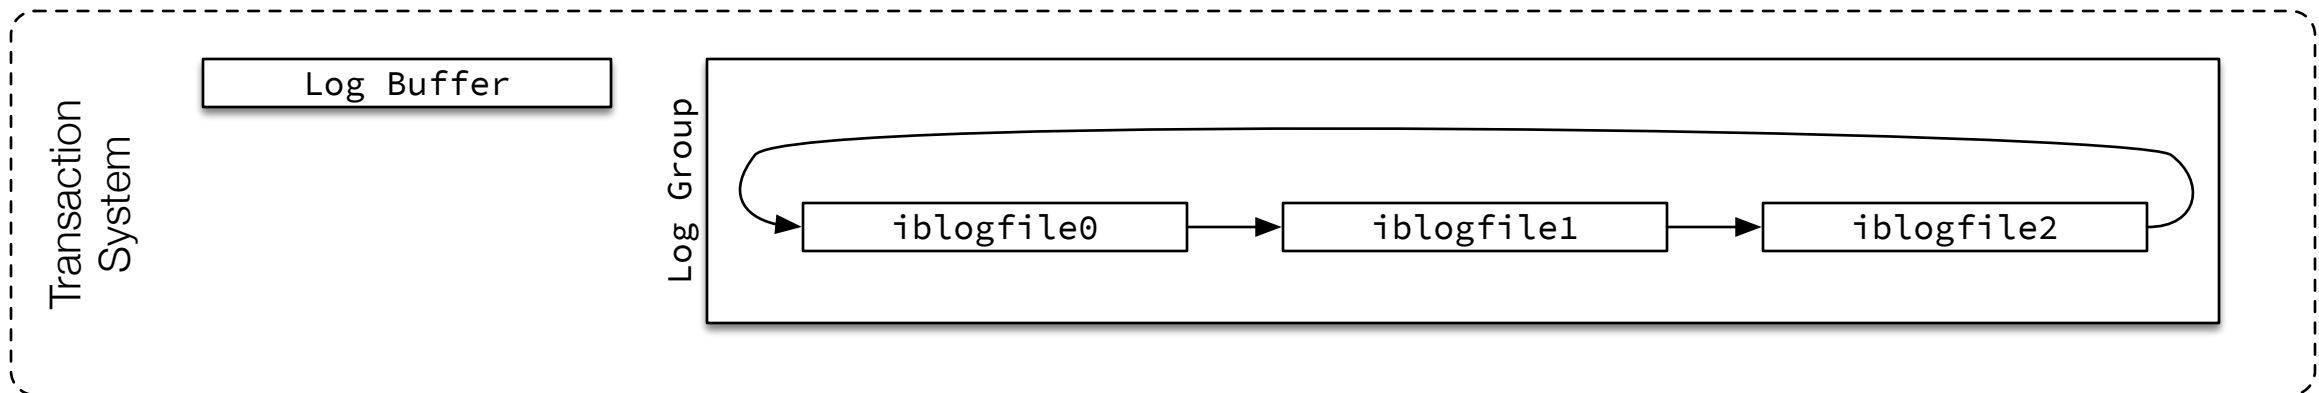 Transaction
System
Log Buffer
Log Group
iblogfile0
iblogfile1
iblogfile2